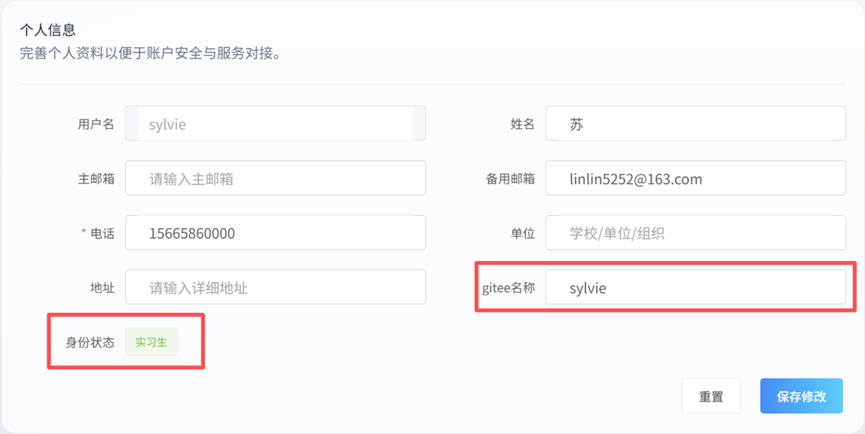 个人信息
完善个人资料以便于账户安全与服务对接。
用户名 sylvie 姓名 苏
主邮箱 请输入主邮箱 备用邮箱 linlin5252@163.com
* 电话 15665860000 单位 学校/单位/组织
地址 请输入详细地址 gitee名称 sylvie
身份状态 实习生
重置 保存修改